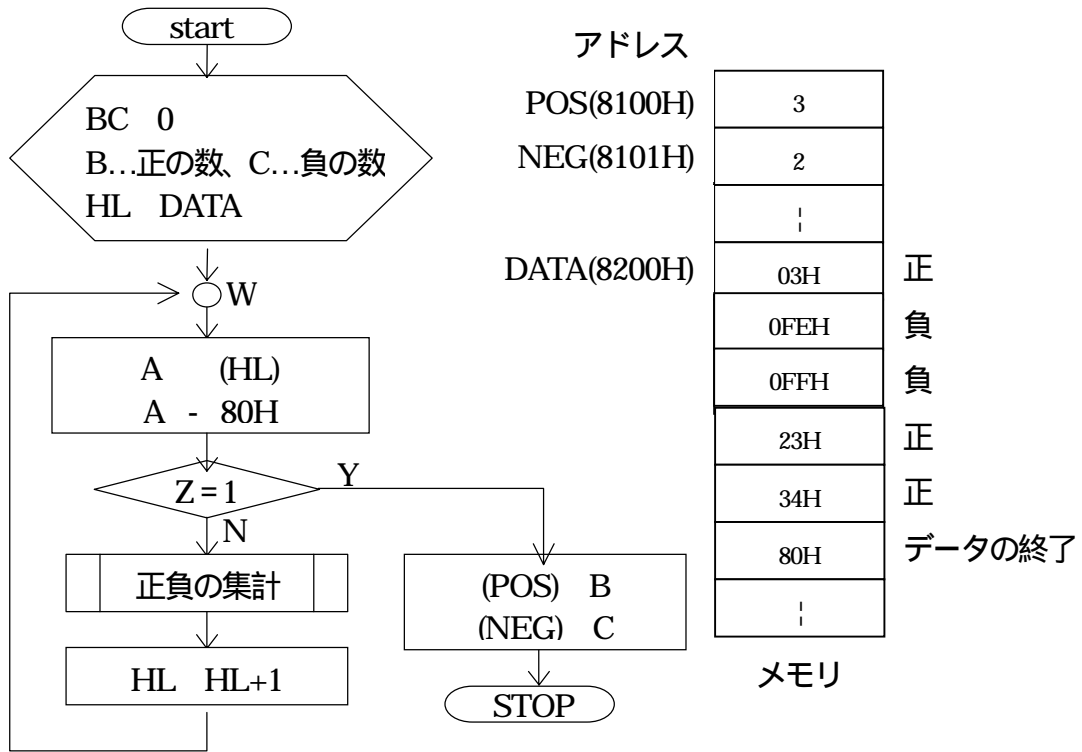 start
BC 0
B…正の数、C…負の数
HL DATA
W
A (HL)
A - 80H
Z=1
Y
N
正負の集計
HL HL+1
(POS) B
(NEG) C
STOP
アドレス
POS(8100H) 3
NEG(8101H) 2
DATA(8200H) 03H 正
0FEH 負
0FFH 負
23H 正
34H 正
80H データの終了
メモリ